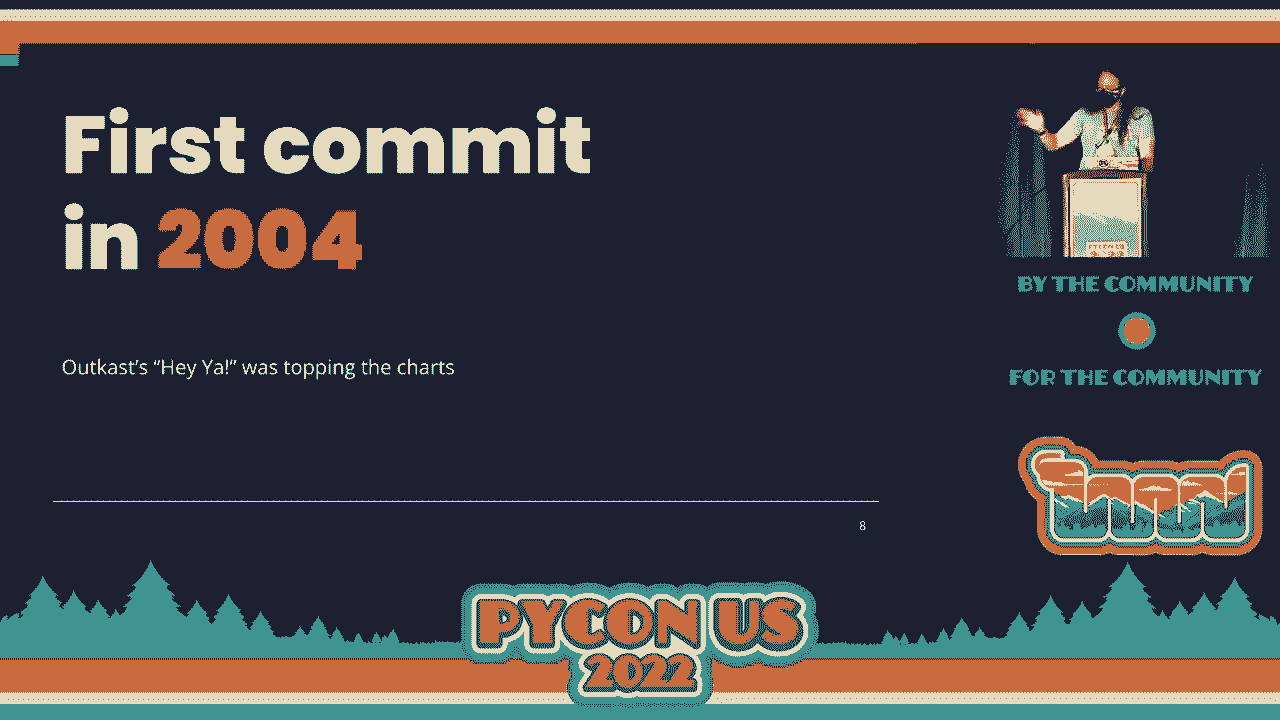 First commit
in 2004
Outkast’s “Hey Ya!” was topping the charts
8
BY THE COMMUNITY
FOR THE COMMUNITY
PYCON US
2022